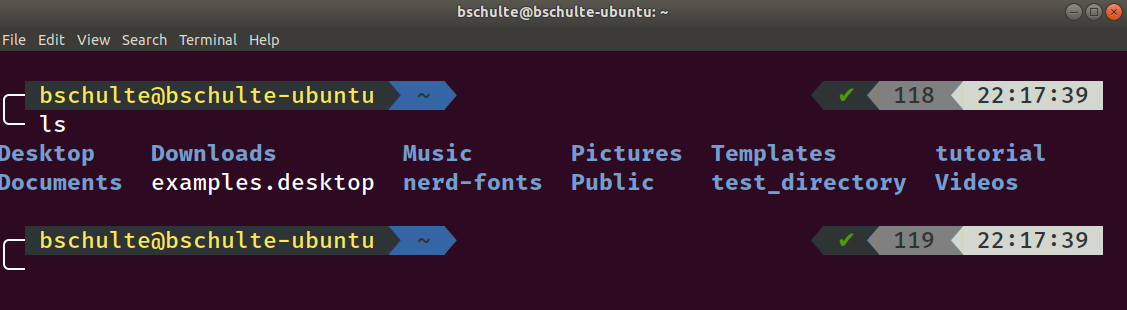 bschulte@bschulte-ubuntu: ~
File Edit View Search Terminal Help
bschulte@bschulte-ubuntu ~ ✔ 118 22:17:39
ls
Desktop Downloads Music Pictures Templates tutorial
Documents examples.desktop nerd-fonts Public test_directory Videos
bschulte@bschulte-ubuntu ~ ✔ 119 22:17:39